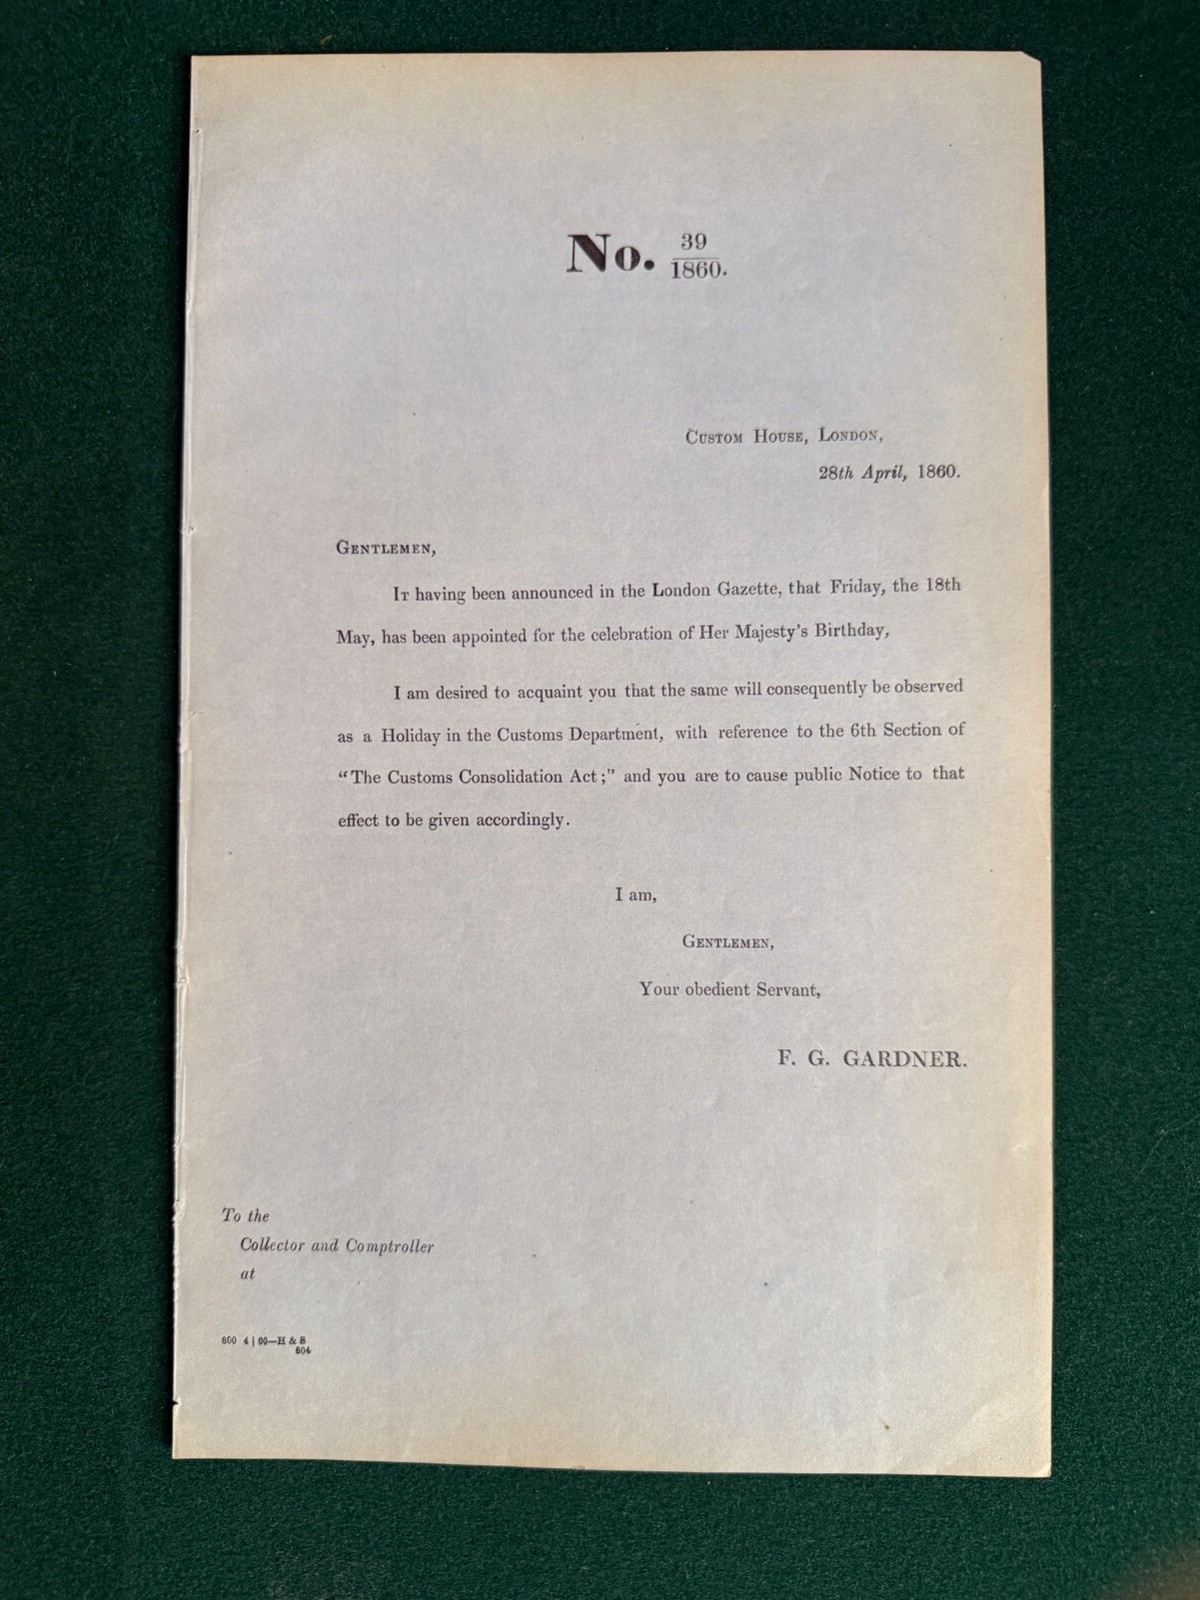 No. 39/1860.
Custom House, London,
28th April, 1860.
Gentlemen,
It having been announced in the London Gazette, that Friday, the 18th
May, has been appointed for the celebration of Her Majesty's Birthday,
I am desired to acquaint you that the same will consequently be observed
as a Holiday in the Customs Department, with reference to the 6th Section of
“The Customs Consolidation Act;” and you are to cause public Notice to that
effect to be given accordingly.
I am,
Gentlemen,
Your obedient Servant,
F. G. GARDNER.
To the
Collector and Comptroller
at
600 4 | 60—H & S
604